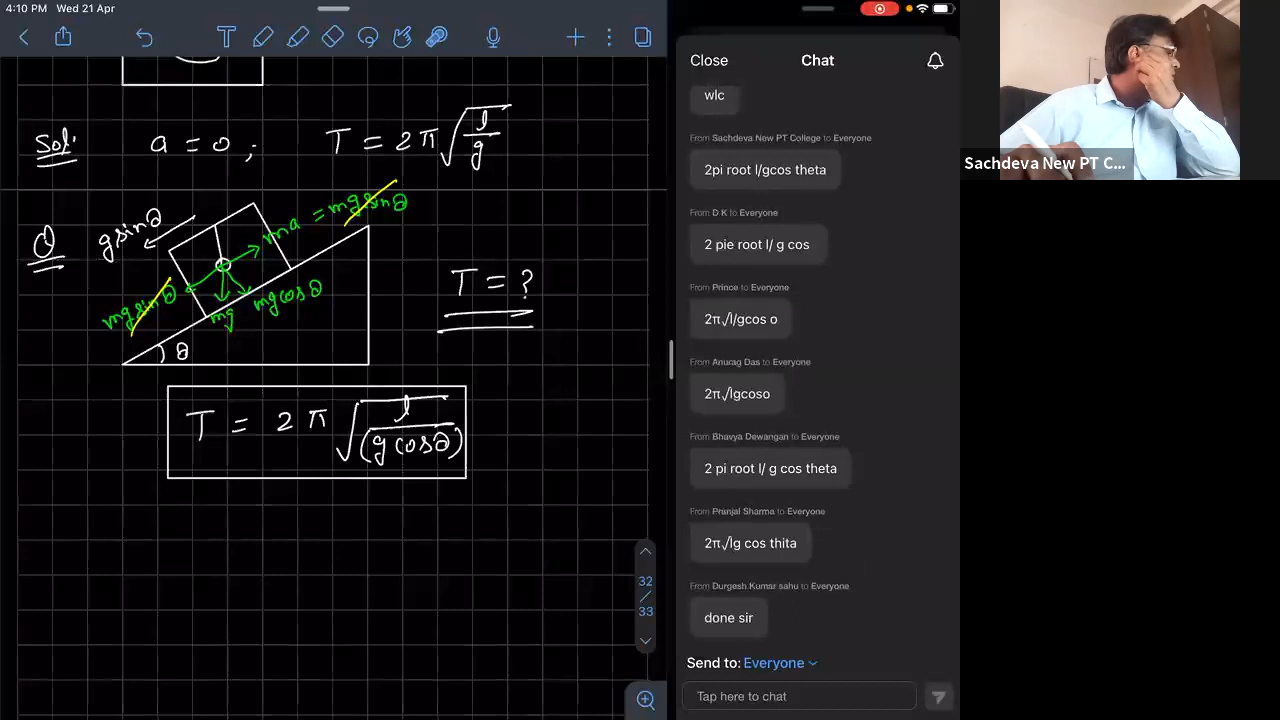 4:10 PM Wed 21 Apr
Sol:
a = 0 ;
T = 2π√(l/g)
Q
g sinθ
ma = mg sinθ
mg sinθ
mg
mg cosθ
θ
T = ?
T = 2π√(l/(g cosθ))
32
/
33
Close
Chat
wlc
From Sachdeva New PT College to Everyone
2pi root l/gcos theta
From D K to Everyone
2 pie root l/ g cos
From Prince to Everyone
2π√l/gcos o
From Anurag Das to Everyone
2π√lgcoso
From Bhavya Dewangan to Everyone
2 pi root l/ g cos theta
From Pranjal Sharma to Everyone
2π√lg cos thita
From Durgesh Kumar sahu to Everyone
done sir
Send to: Everyone
Tap here to chat
Sachdeva New PT C...